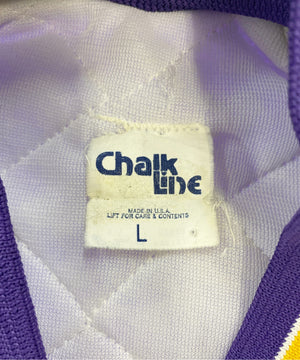 Chalk
Line
MADE IN U.S.A.
LIFT FOR CARE & CONTENTS
L